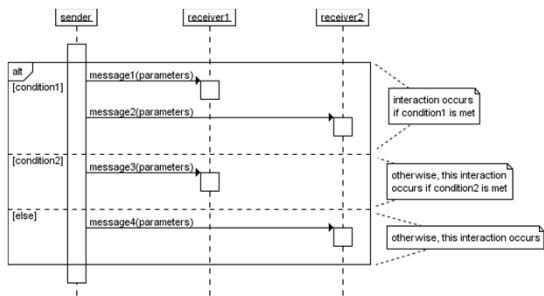 sender
receiver1
receiver2
alt
[condition1]
message1(parameters)
message2(parameters)
interaction occurs
if condition1 is met
[condition2]
message3(parameters)
otherwise, this interaction
occurs if condition2 is met
[else]
message4(parameters)
otherwise, this interaction occurs